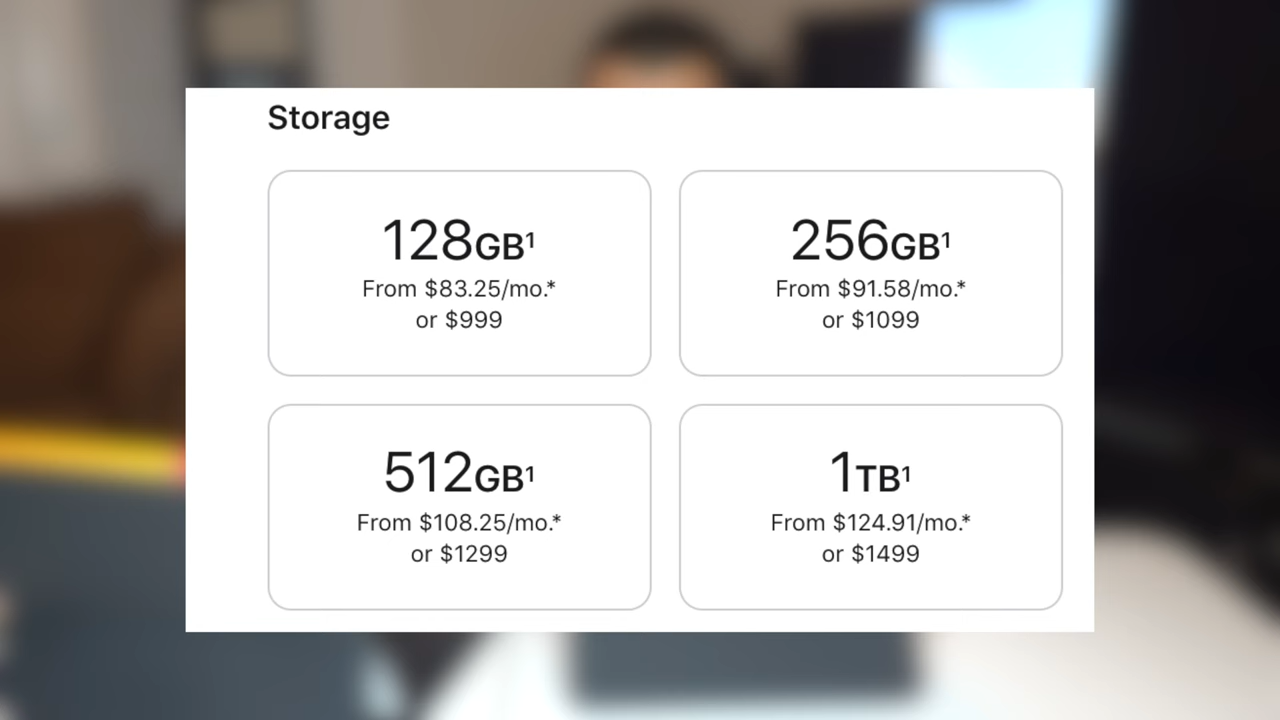 Storage
128GB¹
From $83.25/mo.*
or $999
256GB¹
From $91.58/mo.*
or $1099
512GB¹
From $108.25/mo.*
or $1299
1TB¹
From $124.91/mo.*
or $1499